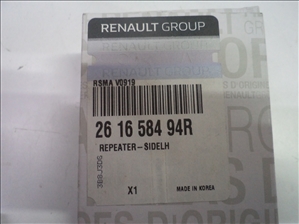 RENAULT GROUP
RSMA V0919
26 16 584 94R
REPEATER-SIDELH
X1
MADE IN KOREA